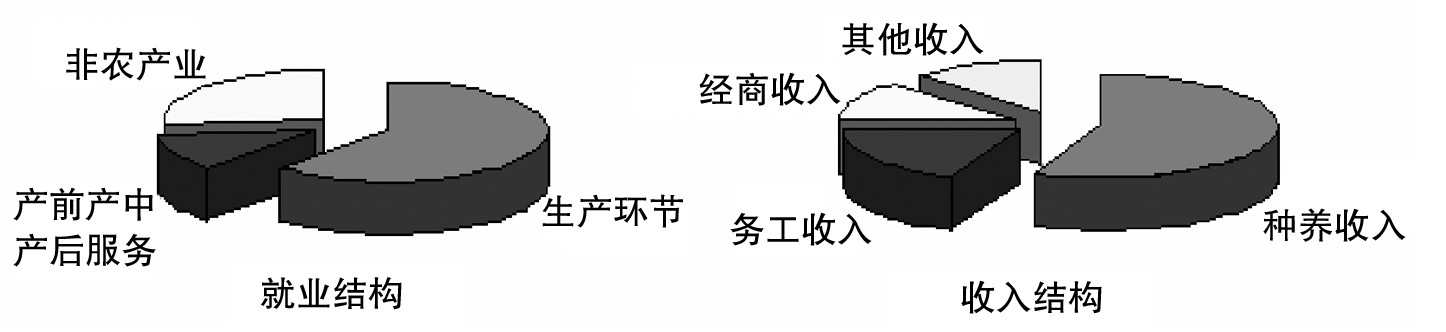 非农产业
产前产中
产后服务
生产环节
就业结构
其他收入
经商收入
务工收入
种养收入
收入结构